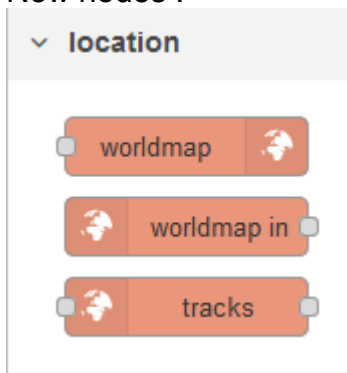 New nodes :
location
worldmap
worldmap in
tracks